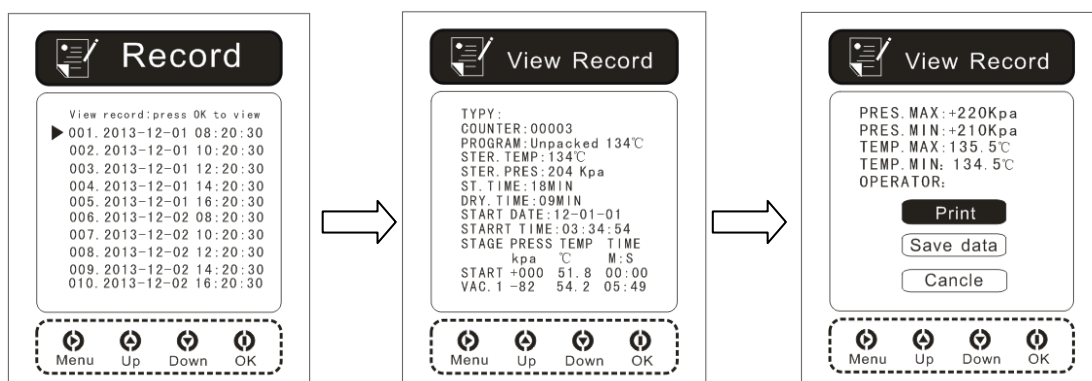 Record
View record:press OK to view
001. 2013-12-01 08:20:30
002. 2013-12-01 10:20:30
003. 2013-12-01 12:20:30
004. 2013-12-01 14:20:30
005. 2013-12-01 16:20:30
006. 2013-12-02 08:20:30
007. 2013-12-02 10:20:30
008. 2013-12-02 12:20:30
009. 2013-12-02 14:20:30
010. 2013-12-02 16:20:30
Menu Up Down OK
View Record
TYPY:
COUNTER:00003
PROGRAM:Unpacked 134℃
STER. TEMP:134℃
STER. PRES:204 Kpa
ST. TIME:18MIN
DRY. TIME:09MIN
START DATE:12-01-01
STARRT TIME:03:34:54
STAGE PRESS TEMP TIME
kpa ℃ M:S
START +000 51.8 00:00
VAC.1 -82 54.2 05:49
Menu Up Down OK
View Record
PRES. MAX:+220Kpa
PRES. MIN:+210Kpa
TEMP. MAX:135.5℃
TEMP. MIN: 134.5℃
OPERATOR:
Print
Save data
Cancle
Menu Up Down OK